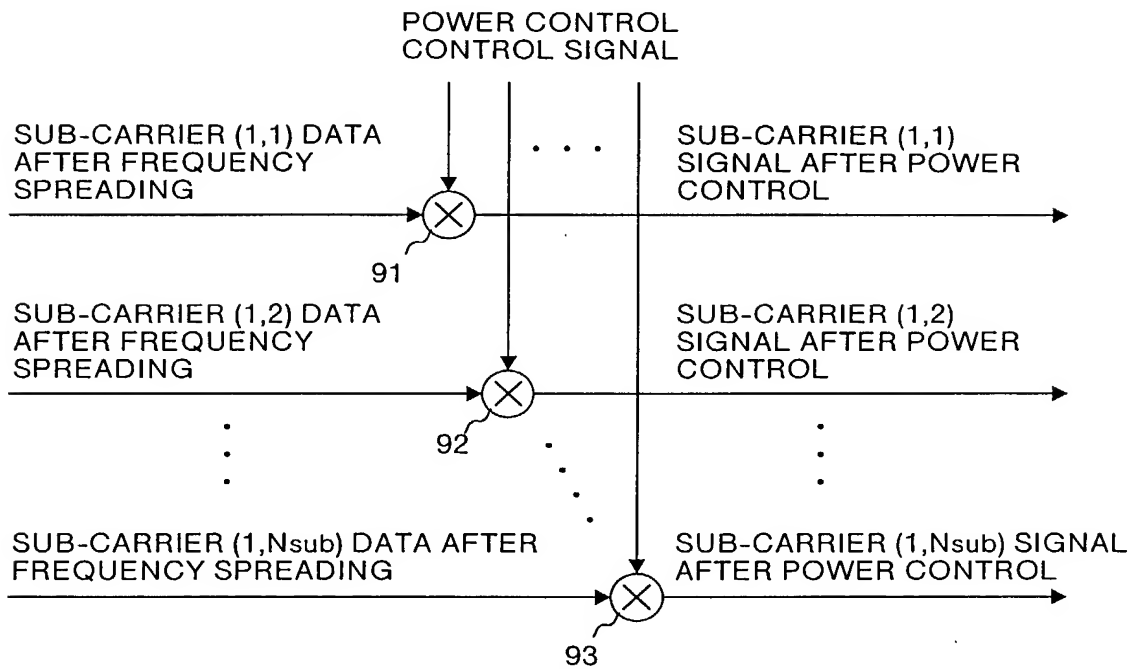 POWER CONTROL
CONTROL SIGNAL
SUB-CARRIER (1,1) DATA
AFTER FREQUENCY
SPREADING
SUB-CARRIER (1,1)
SIGNAL AFTER POWER
CONTROL
91
SUB-CARRIER (1,2) DATA
AFTER FREQUENCY
SPREADING
SUB-CARRIER (1,2)
SIGNAL AFTER POWER
CONTROL
92
SUB-CARRIER (1,Nsub) DATA AFTER
FREQUENCY SPREADING
SUB-CARRIER (1,Nsub) SIGNAL
AFTER POWER CONTROL
93